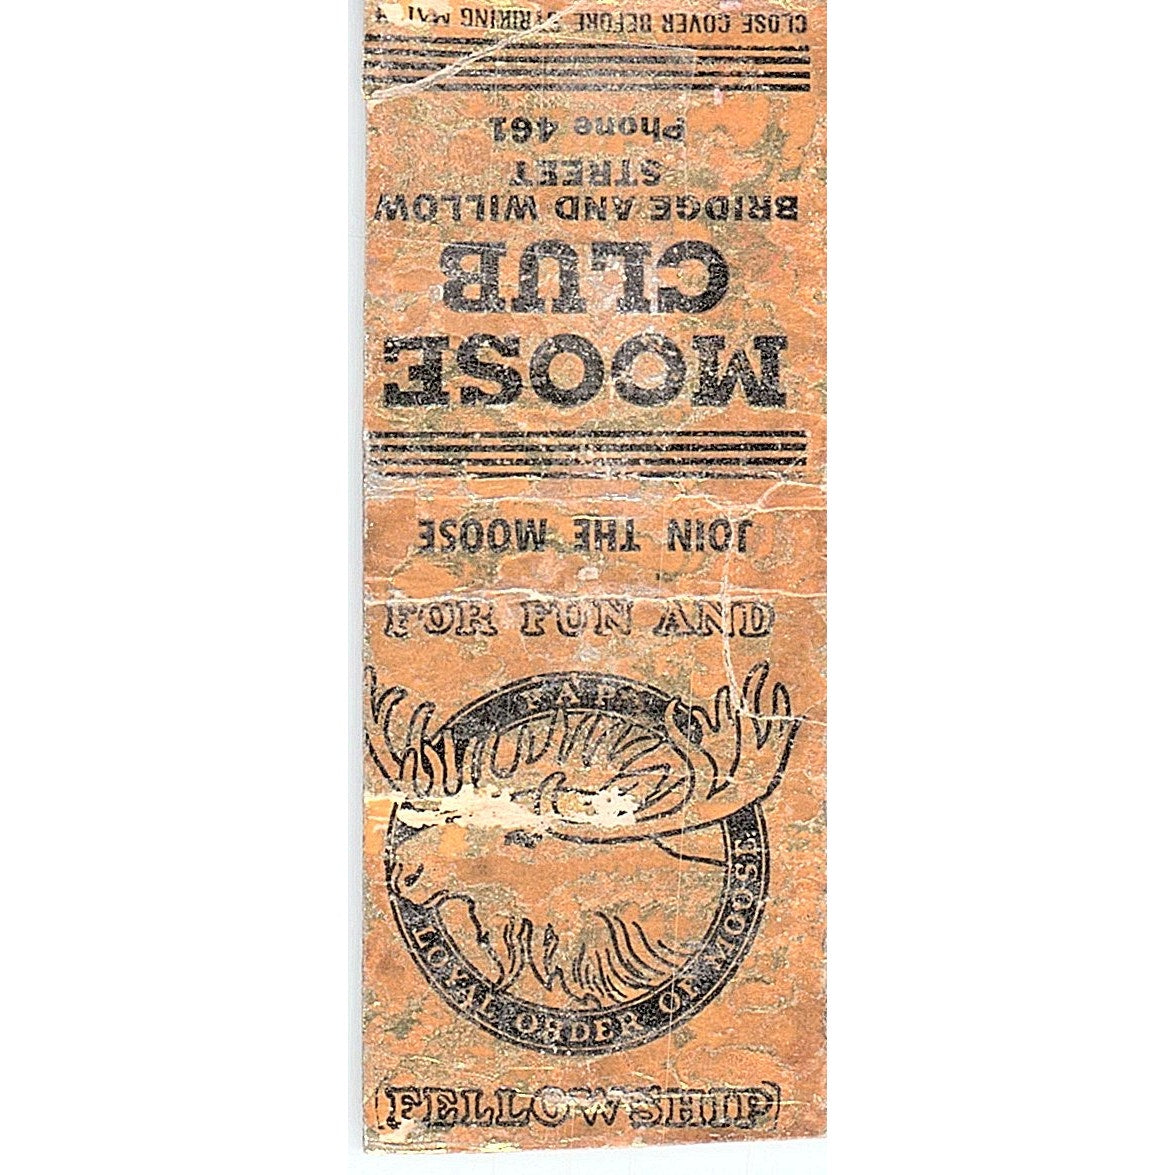 CLOSE COVER BEFORE STRIKING
MOOSE
CLUB
BRIDGE AND WILLOW
STREET
Phone 461
JOIN THE MOOSE
FOR FUN AND
P A P
LOYAL ORDER OF MOOSE
(FELLOWSHIP)